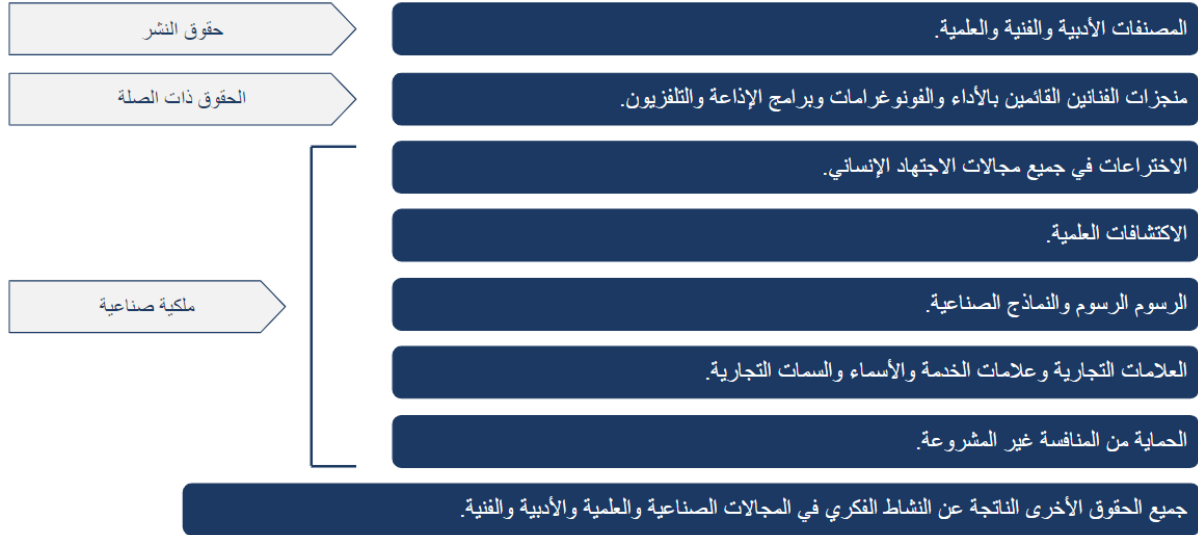 المصنفات الأدبية والفنية والعلمية.
حقوق النشر
منجزات الفنانين القائمين بالأداء والفونوغرامات وبرامج الإذاعة والتلفزيون.
الحقوق ذات الصلة
الاختراعات في جميع مجالات الاجتهاد الإنساني.
الاكتشافات العلمية.
الرسوم الرسوم والنماذج الصناعية.
ملكية صناعية
العلامات التجارية وعلامات الخدمة والأسماء والسمات التجارية.
الحماية من المنافسة غير المشروعة.
جميع الحقوق الأخرى الناتجة عن النشاط الفكري في المجالات الصناعية والعلمية والأدبية والفنية.